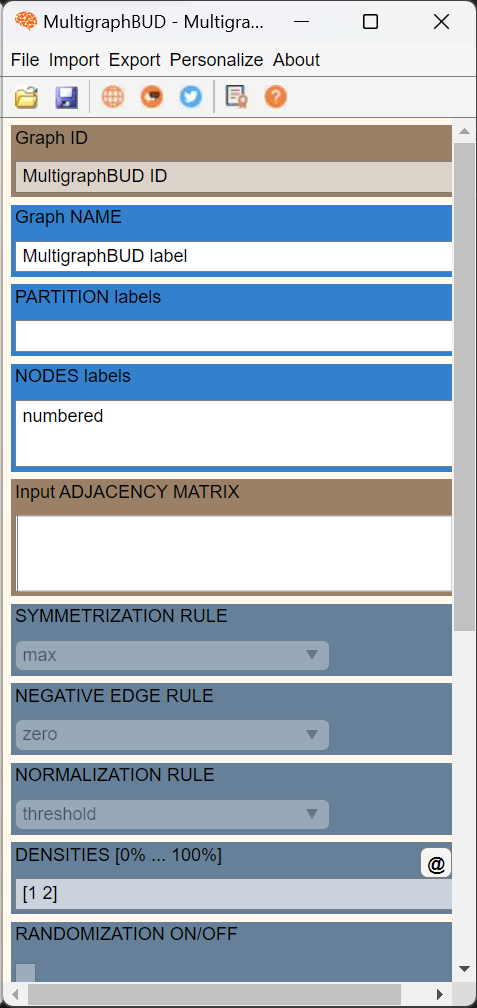 MultigraphBUD - Multigra...
File Import Export Personalize About
Graph ID
MultigraphBUD ID
Graph NAME
MultigraphBUD label
PARTITION labels
NODES labels
numbered
Input ADJACENCY MATRIX
SYMMETRIZATION RULE
max
NEGATIVE EDGE RULE
zero
NORMALIZATION RULE
threshold
DENSITIES [0% ... 100%]
@
[1 2]
RANDOMIZATION ON/OFF